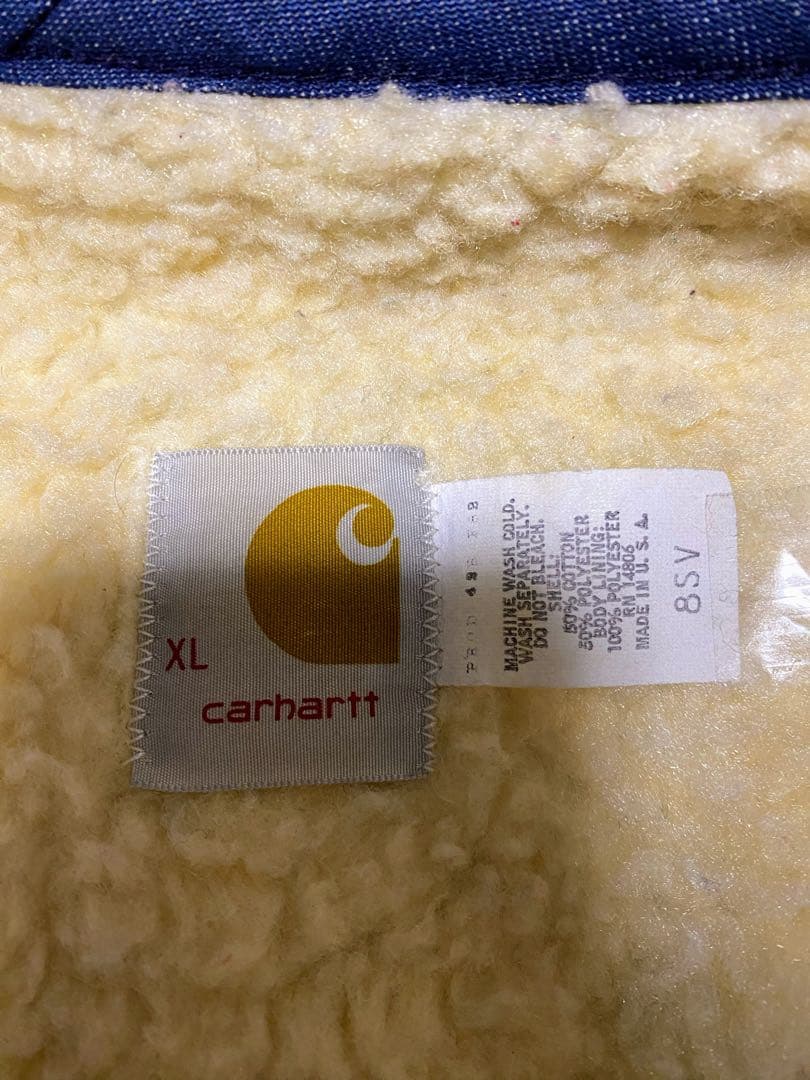 XL
carhartt
MACHINE WASH COLD.
WASH SEPARATELY.
DO NOT BLEACH.
SHELL:
50% COTTON
50% POLYESTER
BODY LINING:
100% POLYESTER
RN 14806
MADE IN U. S. A.
8SV